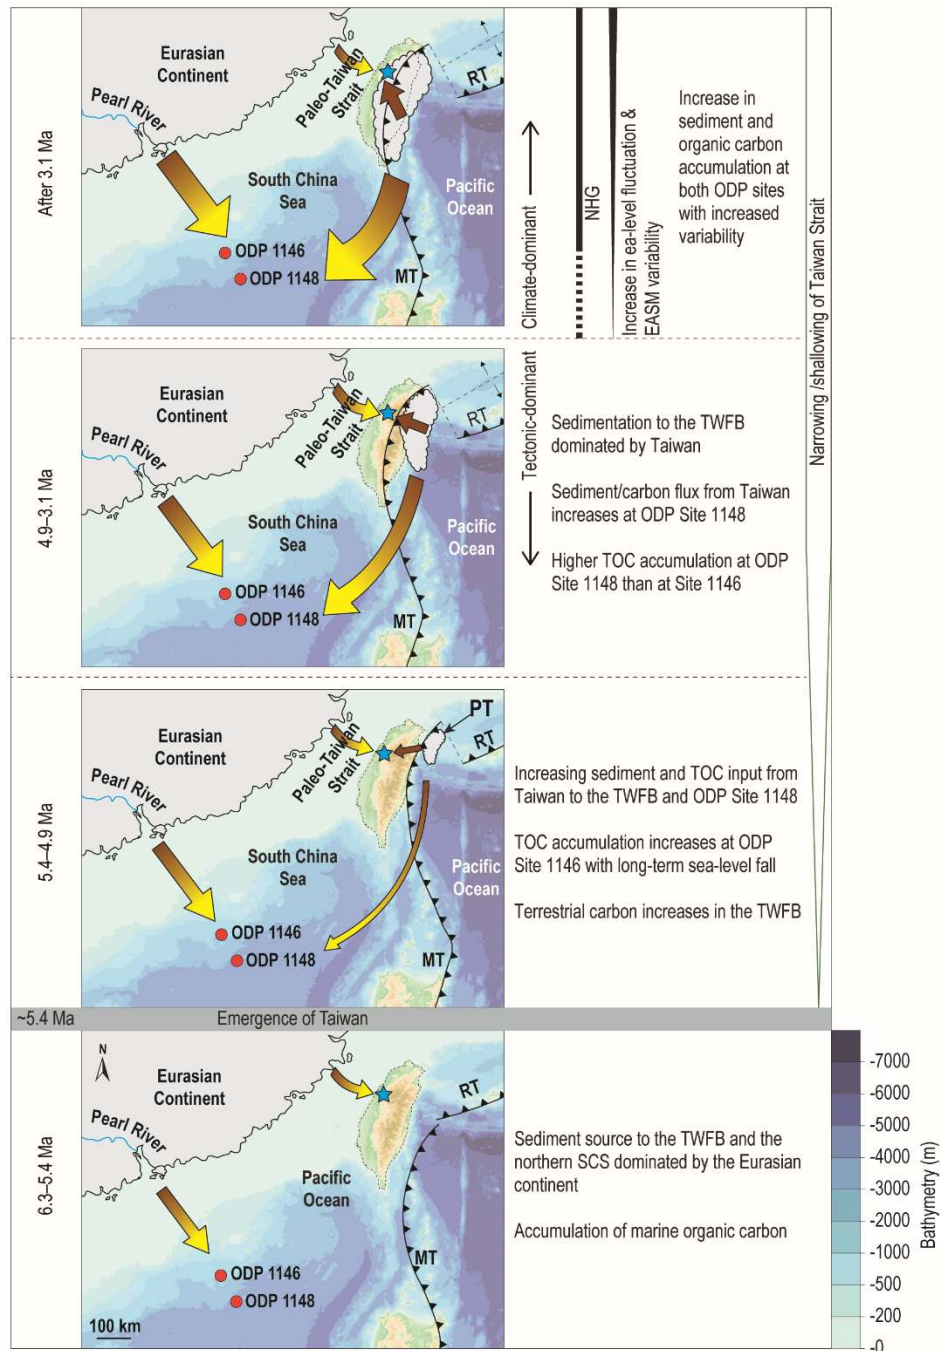 After 3.1 Ma
Eurasian
Continent
Pearl River
Paleo-Taiwan
Strait
RT
South China
Sea
Pacific
Ocean
ODP 1146
ODP 1148
MT
Climate-dominant
NHG
Increase in ea-level fluctuation &
EASM variability
Increase in
sediment and
organic carbon
accumulation at
both ODP sites
with increased
variability
Narrowing /shallowing of Taiwan Strait
4.9–3.1 Ma
Eurasian
Continent
Pearl River
Paleo-Taiwan
Strait
RT
South China
Sea
Pacific
Ocean
ODP 1146
ODP 1148
MT
Tectonic-dominant
Sedimentation to the TWFB
dominated by Taiwan
Sediment/carbon flux from Taiwan
increases at ODP Site 1148
Higher TOC accumulation at ODP
Site 1148 than at Site 1146
5.4–4.9 Ma
Eurasian
Continent
Pearl River
Paleo-Taiwan
Strait
PT
RT
South China
Sea
Pacific
Ocean
ODP 1146
ODP 1148
MT
Increasing sediment and TOC input from
Taiwan to the TWFB and ODP Site 1148
TOC accumulation increases at ODP
Site 1146 with long-term sea-level fall
Terrestrial carbon increases in the TWFB
~5.4 Ma
Emergence of Taiwan
6.3–5.4 Ma
N
Eurasian
Continent
Pearl River
RT
Pacific
Ocean
ODP 1146
ODP 1148
MT
100 km
Sediment source to the TWFB and the
northern SCS dominated by the Eurasian
continent
Accumulation of marine organic carbon
-7000
-6000
-5000
-4000
-3000
-2000
-1000
-500
-200
-0
Bathymetry (m)